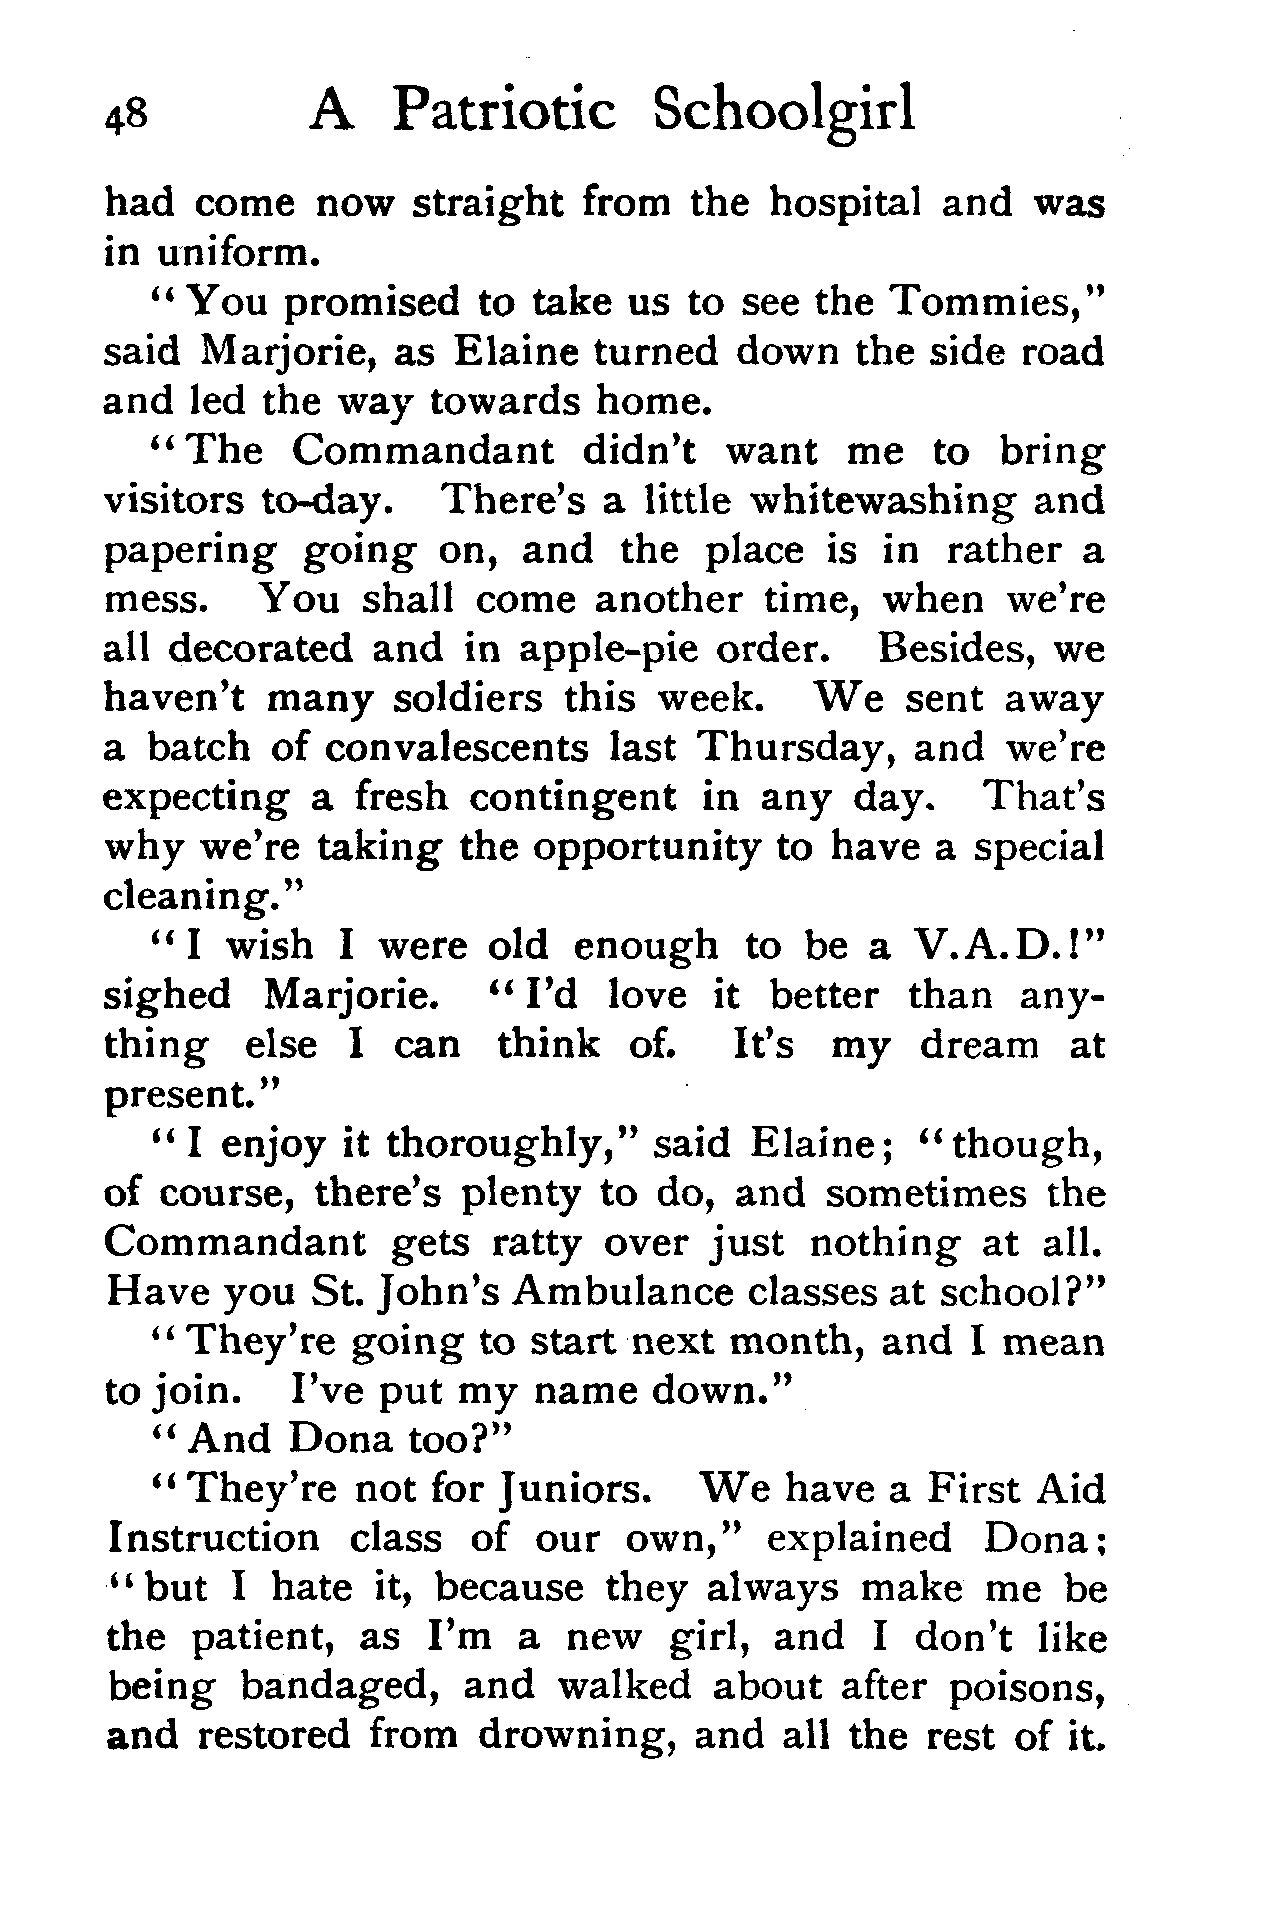 48 A Patriotic Schoolgirl
had come now straight from the hospital and was
in uniform.
“You promised to take us to see the Tommies,”
said Marjorie, as Elaine turned down the side road
and led the way towards home.
“The Commandant didn’t want me to bring
visitors to-day. There’s a little whitewashing and
papering going on, and the place is in rather a
mess. You shall come another time, when we’re
all decorated and in apple-pie order. Besides, we
haven’t many soldiers this week. We sent away
a batch of convalescents last Thursday, and we’re
expecting a fresh contingent in any day. That’s
why we’re taking the opportunity to have a special
cleaning.”
“I wish I were old enough to be a V.A.D.!”
sighed Marjorie. “I’d love it better than any-
thing else I can think of. It’s my dream at
present.”
“I enjoy it thoroughly,” said Elaine; “though,
of course, there’s plenty to do, and sometimes the
Commandant gets ratty over just nothing at all.
Have you St. John’s Ambulance classes at school?”
“They’re going to start next month, and I mean
to join. I’ve put my name down.”
“And Dona too?”
“They’re not for Juniors. We have a First Aid
Instruction class of our own,” explained Dona;
“but I hate it, because they always make me be
the patient, as I’m a new girl, and I don’t like
being bandaged, and walked about after poisons,
and restored from drowning, and all the rest of it.